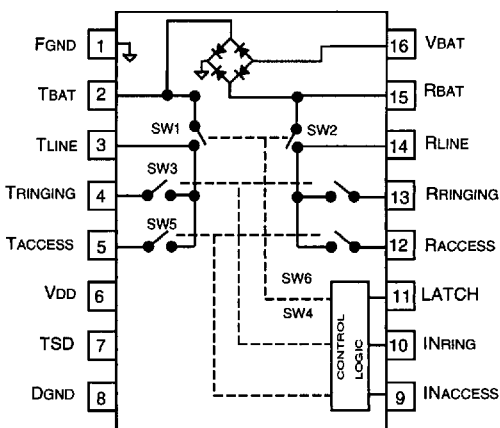 FGND 1
16 VBAT
TBAT 2
15 RBAT
TLINE 3
SW1
SW2
14 RLINE
TRINGING 4
SW3
13 RRINGING
TACCESS 5
SW5
12 RACCESS
VDD 6
SW6
11 LATCH
SW4
TSD 7
CONTROL
LOGIC
10 INRING
DGND 8
9 INACCESS